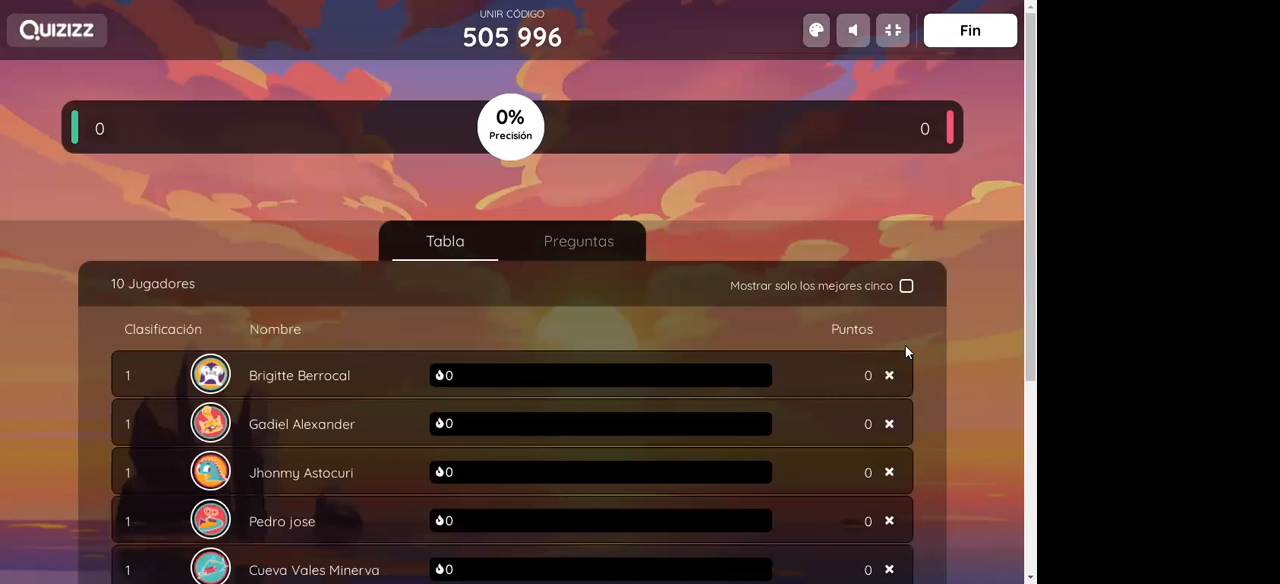 Quizizz
UNIR CÓDIGO
505 996
Fin
0
0%
Precisión
0
Tabla
Preguntas
10 Jugadores
Mostrar solo los mejores cinco
Clasificación Nombre Puntos
1 Brigitte Berrocal 0 0
1 Gadiel Alexander 0 0
1 Jhonmy Astocuri 0 0
1 Pedro jose 0 0
1 Cueva Vales Minerva 0 0